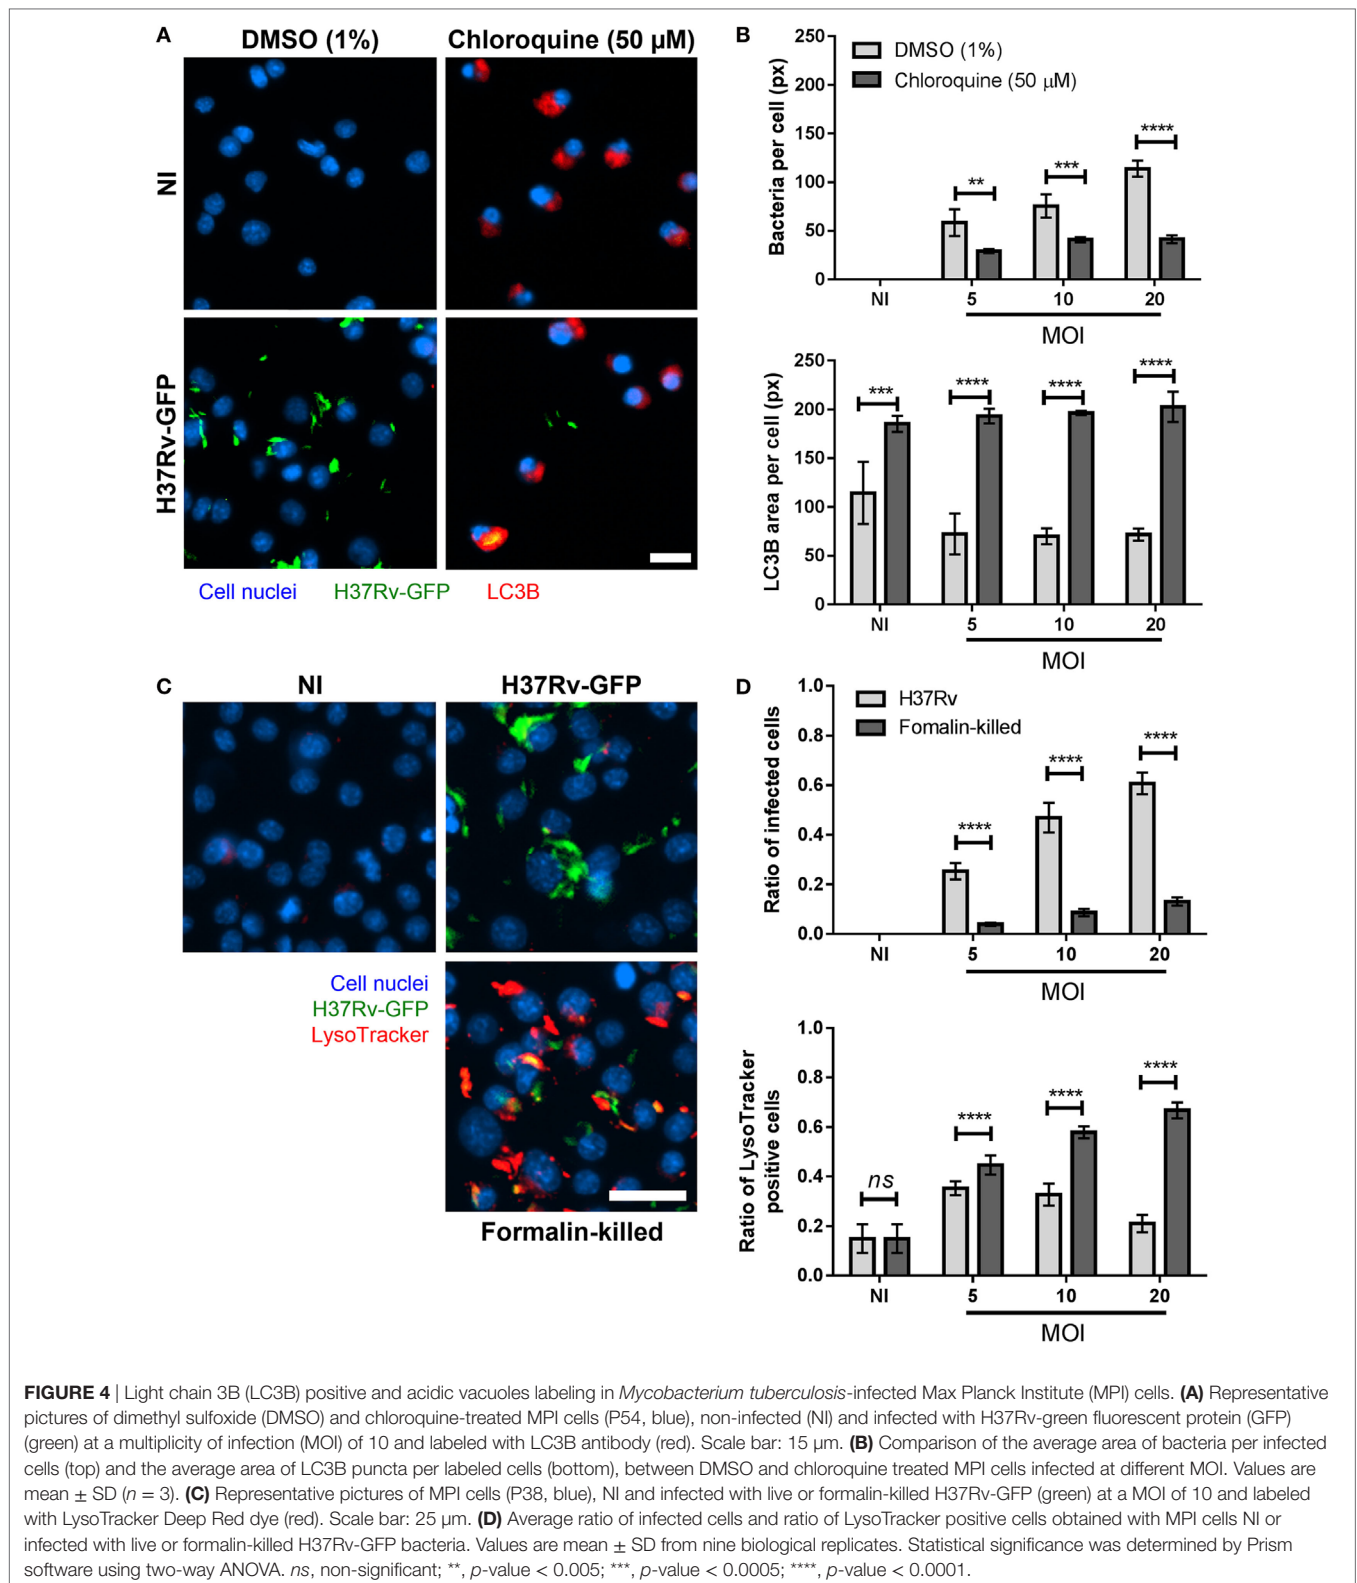 A
DMSO (1%)
Chloroquine (50 µM)
NI
H37Rv-GFP
Cell nuclei
H37Rv-GFP
LC3B
B
250
200
150
100
50
0
Bacteria per cell (px)
DMSO (1%)
Chloroquine (50 µM)
**
***
****
NI
5
10
20
MOI
250
200
150
100
50
0
LC3B area per cell (px)
***
****
****
****
NI
5
10
20
MOI
C
NI
H37Rv-GFP
Cell nuclei
H37Rv-GFP
LysoTracker
Formalin-killed
D
1.0
0.8
0.6
0.4
0.2
0.0
Ratio of infected cells
H37Rv
Fomalin-killed
****
****
****
NI
5
10
20
MOI
1.0
0.8
0.6
0.4
0.2
0.0
Ratio of LysoTracker
positive cells
ns
****
****
****
NI
5
10
20
MOI
FIGURE 4 | Light chain 3B (LC3B) positive and acidic vacuoles labeling in Mycobacterium tuberculosis-infected Max Planck Institute (MPI) cells. (A) Representative
pictures of dimethyl sulfoxide (DMSO) and chloroquine-treated MPI cells (P54, blue), non-infected (NI) and infected with H37Rv-green fluorescent protein (GFP)
(green) at a multiplicity of infection (MOI) of 10 and labeled with LC3B antibody (red). Scale bar: 15 µm. (B) Comparison of the average area of bacteria per infected
cells (top) and the average area of LC3B puncta per labeled cells (bottom), between DMSO and chloroquine treated MPI cells infected at different MOI. Values are
mean ± SD (n = 3). (C) Representative pictures of MPI cells (P38, blue), NI and infected with live or formalin-killed H37Rv-GFP (green) at a MOI of 10 and labeled
with LysoTracker Deep Red dye (red). Scale bar: 25 µm. (D) Average ratio of infected cells and ratio of LysoTracker positive cells obtained with MPI cells NI or
infected with live or formalin-killed H37Rv-GFP bacteria. Values are mean ± SD from nine biological replicates. Statistical significance was determined by Prism
software using two-way ANOVA. ns, non-significant; **, p-value < 0.005; ***, p-value < 0.0005; ****, p-value < 0.0001.